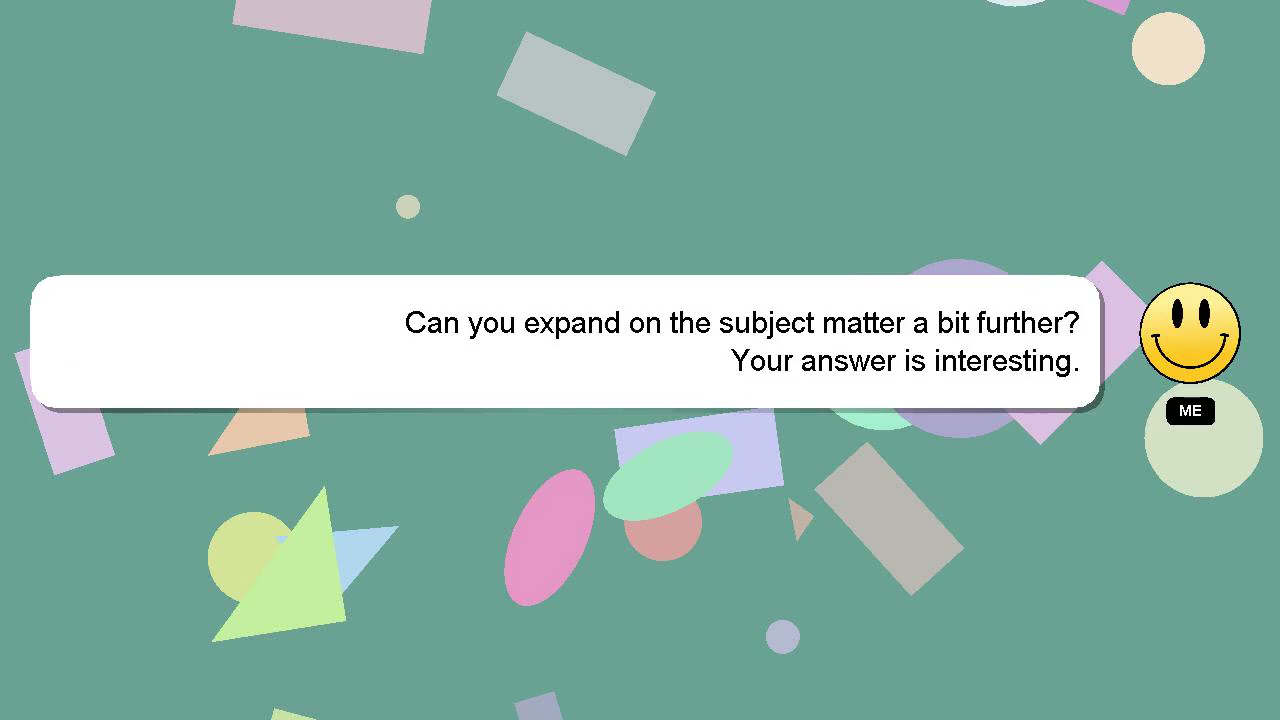 Can you expand on the subject matter a bit further?
Your answer is interesting.
ME